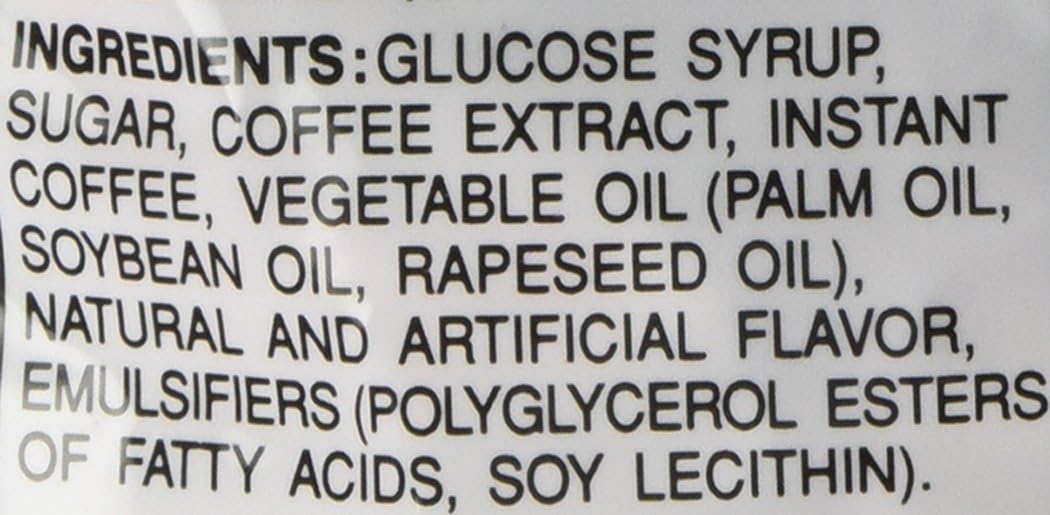 INGREDIENTS:GLUCOSE SYRUP,
SUGAR, COFFEE EXTRACT, INSTANT
COFFEE, VEGETABLE OIL (PALM OIL,
SOYBEAN OIL, RAPESEED OIL),
NATURAL AND ARTIFICIAL FLAVOR,
EMULSIFIERS (POLYGLYCEROL ESTERS
OF FATTY ACIDS, SOY LECITHIN).